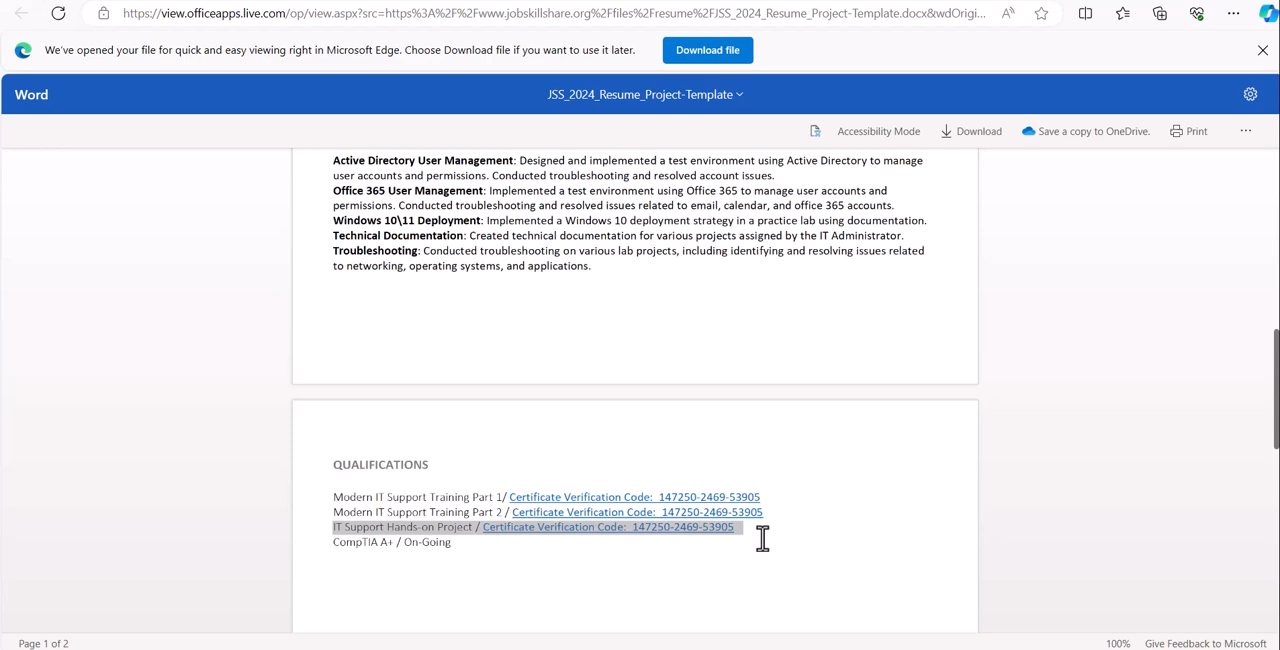 https://view.officeapps.live.com/op/view.aspx?src=https%3A%2F%2Fwww.jobskillshare.org%2Ffiles%2Fresume%2FJSS_2024_Resume_Project-Template.docx&wdOrigi...
We've opened your file for quick and easy viewing right in Microsoft Edge. Choose Download file if you want to use it later.
Download file
Word
JSS_2024_Resume_Project-Template
Accessibility Mode
Download
Save a copy to OneDrive.
Print
Active Directory User Management: Designed and implemented a test environment using Active Directory to manage
user accounts and permissions. Conducted troubleshooting and resolved account issues.
Office 365 User Management: Implemented a test environment using Office 365 to manage user accounts and
permissions. Conducted troubleshooting and resolved issues related to email, calendar, and office 365 accounts.
Windows 10\11 Deployment: Implemented a Windows 10 deployment strategy in a practice lab using documentation.
Technical Documentation: Created technical documentation for various projects assigned by the IT Administrator.
Troubleshooting: Conducted troubleshooting on various lab projects, including identifying and resolving issues related
to networking, operating systems, and applications.
QUALIFICATIONS
Modern IT Support Training Part 1/ Certificate Verification Code: 147250-2469-53905
Modern IT Support Training Part 2 / Certificate Verification Code: 147250-2469-53905
IT Support Hands-on Project / Certificate Verification Code: 147250-2469-53905
CompTIA A+ / On-Going
Page 1 of 2
100%
Give Feedback to Microsoft